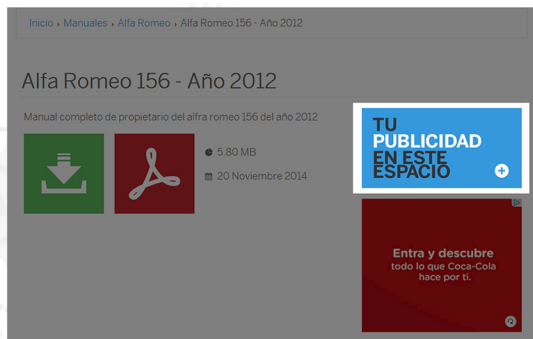 Inicio › Manuales › Alfa Romeo › Alfa Romeo 156 - Año 2012
Alfa Romeo 156 - Año 2012
Manual completo de propietario del alfra romeo 156 del año 2012
5.80 MB
20 Noviembre 2014
TU
PUBLICIDAD
EN ESTE
ESPACIO
Entra y descubre
todo lo que Coca-Cola
hace por ti.